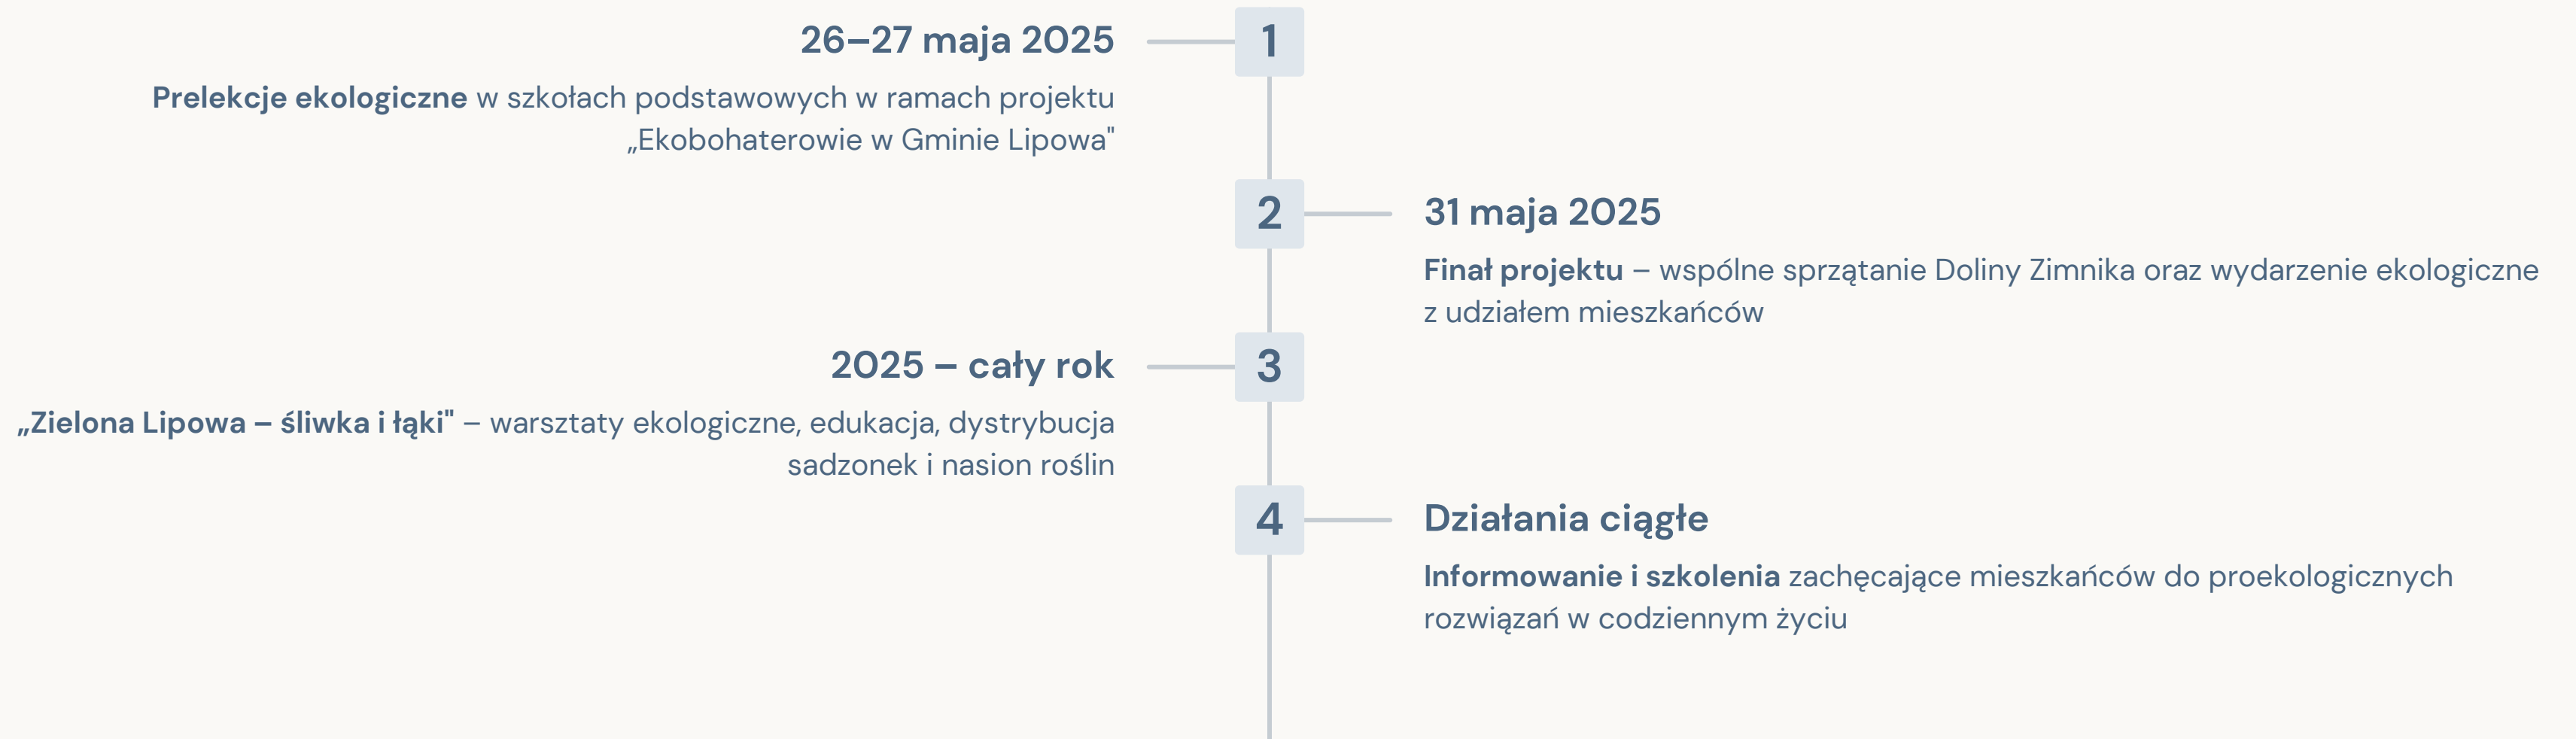 26–27 maja 2025
1
Prelekcje ekologiczne w szkołach podstawowych w ramach projektu
„Ekobohaterowie w Gminie Lipowa"
2
31 maja 2025
Finał projektu – wspólne sprzątanie Doliny Zimnika oraz wydarzenie ekologiczne
z udziałem mieszkańców
2025 – cały rok
3
„Zielona Lipowa – śliwka i łąki" – warsztaty ekologiczne, edukacja, dystrybucja
sadzonek i nasion roślin
4
Działania ciągłe
Informowanie i szkolenia zachęcające mieszkańców do proekologicznych
rozwiązań w codziennym życiu